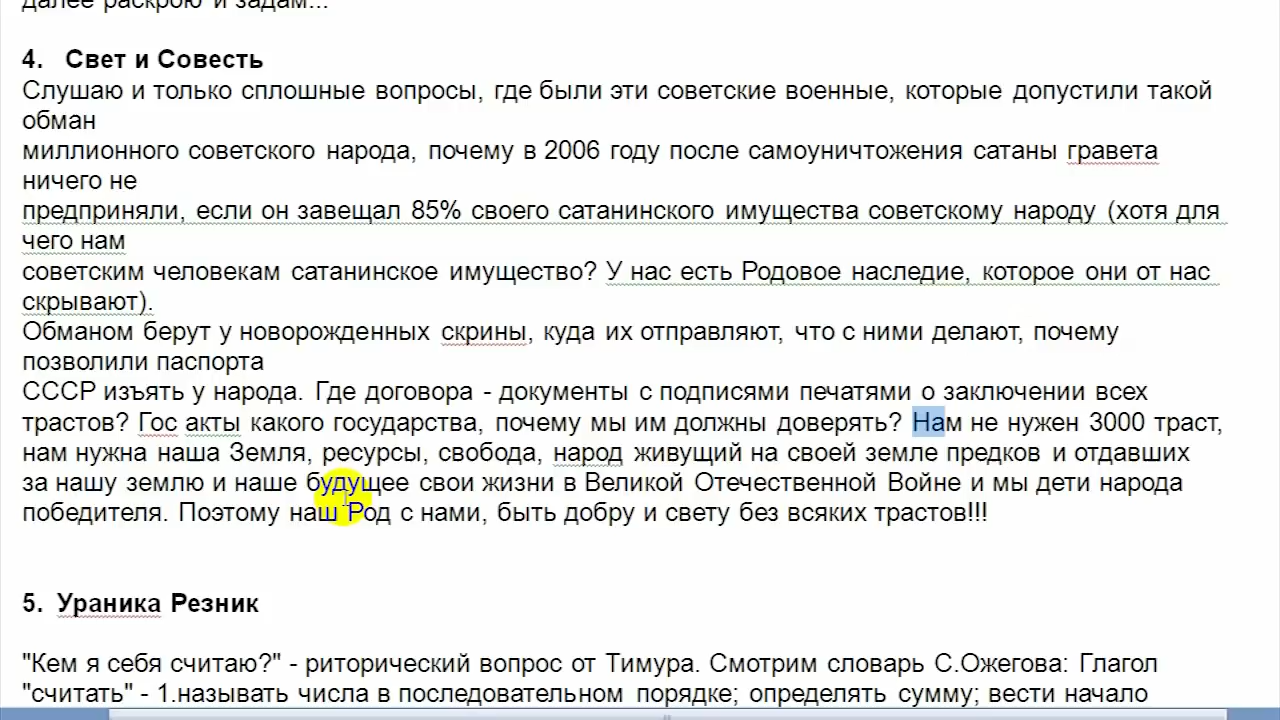 далее раскрою и задам...
4. Свет и Совесть
Слушаю и только сплошные вопросы, где были эти советские военные, которые допустили такой
обман
миллионного советского народа, почему в 2006 году после самоуничтожения сатаны гравета
ничего не
предприняли, если он завещал 85% своего сатанинского имущества советскому народу (хотя для
чего нам
советским человекам сатанинское имущество? У нас есть Родовое наследие, которое они от нас
скрывают).
Обманом берут у новорожденных скрины, куда их отправляют, что с ними делают, почему
позволили паспорта
СССР изъять у народа. Где договора - документы с подписями печатями о заключении всех
трастов? Гос акты какого государства, почему мы им должны доверять? Нам не нужен 3000 траст,
нам нужна наша Земля, ресурсы, свобода, народ живущий на своей земле предков и отдавших
за нашу землю и наше будущее свои жизни в Великой Отечественной Войне и мы дети народа
победителя. Поэтому наш Род с нами, быть добру и свету без всяких трастов!!!
5. Ураника Резник
"Кем я себя считаю?" - риторический вопрос от Тимура. Смотрим словарь С.Ожегова: Глагол
"считать" - 1.называть числа в последовательном порядке; определять сумму; вести начало